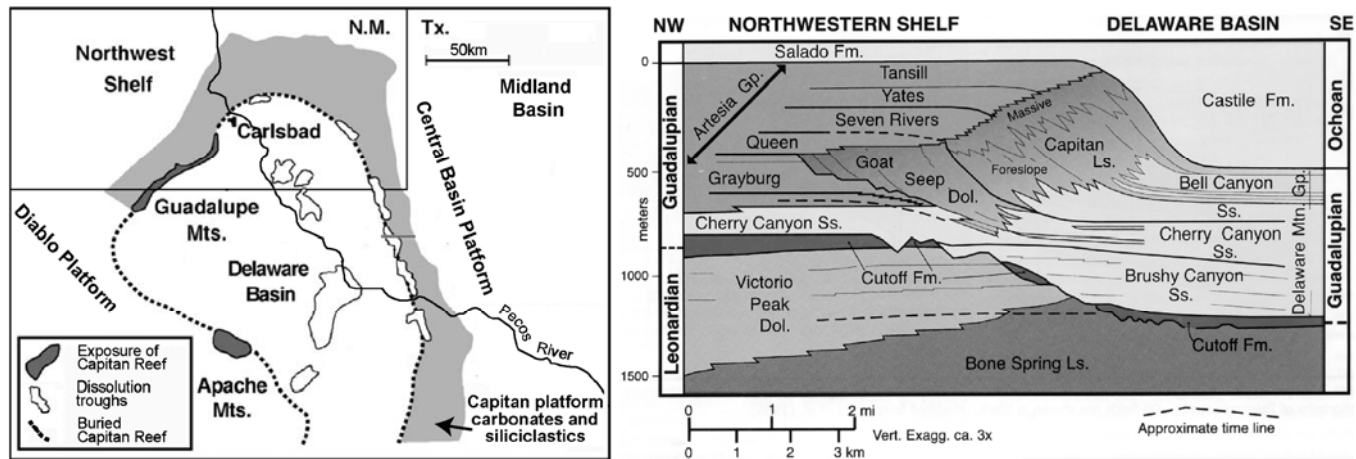 N.M.
Tx.
50km
Northwest
Shelf
Midland
Basin
Carlsbad
Central Basin Platform
Guadalupe
Mts.
Diablo Platform
Delaware
Basin
Pecos
River
Apache
Mts.
Exposure of
Capitan Reef
Dissolution
troughs
Buried
Capitan Reef
Capitan platform
carbonates and
siliciclastics
NW
NORTHWESTERN SHELF
DELAWARE BASIN
SE
0
500
meters
1000
1500
Guadalupian
Leonardian
Salado Fm.
Artesia Gp.
Tansill
Yates
Seven Rivers
Queen
Grayburg
Goat
Seep
Dol.
Massive
Capitan
Ls.
Foreslope
Castile Fm.
Bell Canyon
Ss.
Cherry Canyon Ss.
Cherry Canyon
Ss.
Cutoff Fm.
Brushy Canyon
Ss.
Victorio
Peak
Dol.
Cutoff Fm.
Bone Spring Ls.
Delaware Mtn. Gp.
Ochoan
Guadalupian
0 1 2 mi
0 1 2 3 km
Vert. Exagg. ca. 3x
Approximate time line